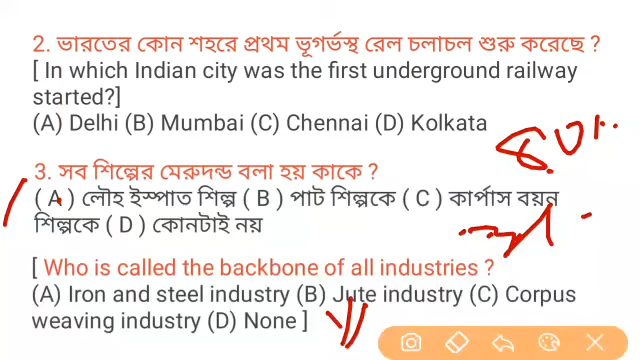 2. ভারতের কোন শহরে প্রথম ভূগর্ভস্থ রেল চলাচল শুরু করেছে ?
[ In which Indian city was the first underground railway
started?]
(A) Delhi (B) Mumbai (C) Chennai (D) Kolkata
3. সব শিল্পের মেরুদন্ড বলা হয় কাকে ?
( A ) লৌহ ইস্পাত শিল্প ( B ) পাট শিল্পকে ( C ) কার্পাস বয়ন
শিল্পকে ( D ) কোনটাই নয়
[ Who is called the backbone of all industries ?
(A) Iron and steel industry (B) Jute industry (C) Corpus
weaving industry (D) None ]